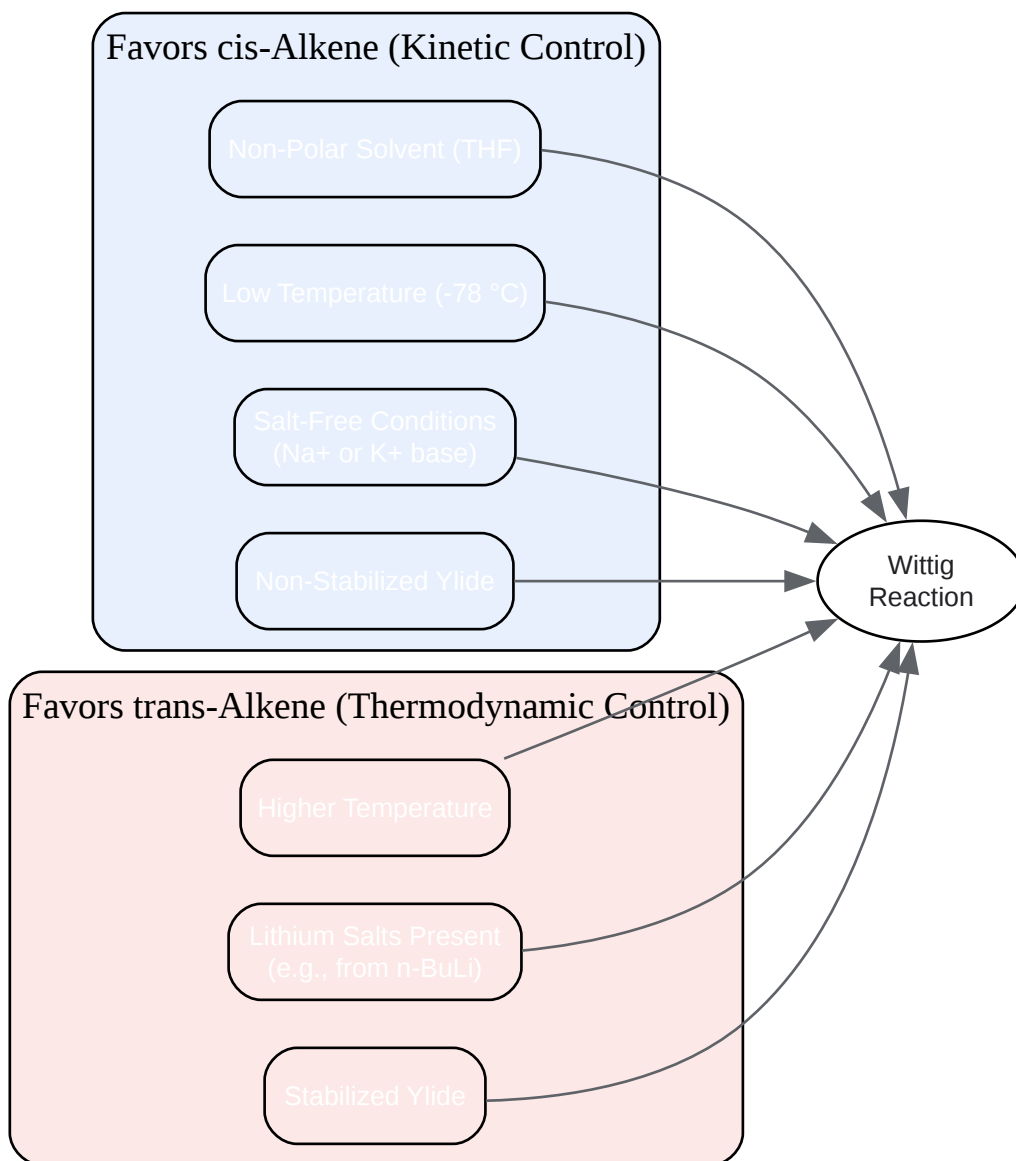 Favors cis-Alkene (Kinetic Control)
Non-Polar Solvent (THF)
Low Temperature (-78 °C)
Salt-Free Conditions
(Na+ or K+ base)
Non-Stabilized Ylide
Wittig
Reaction
Favors trans-Alkene (Thermodynamic Control)
Higher Temperature
Lithium Salts Present
(e.g., from n-BuLi)
Stabilized Ylide